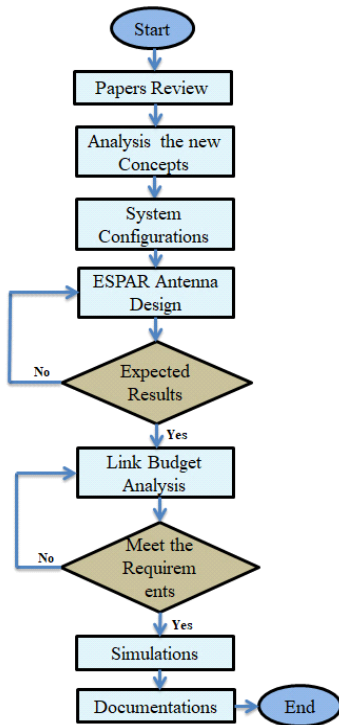 Start
Papers Review
Analysis the new
Concepts
System
Configurations
ESPAR Antenna
Design
No
Expected
Results
Yes
Link Budget
Analysis
No
Meet the
Requirem
ents
Yes
Simulations
Documentations
End